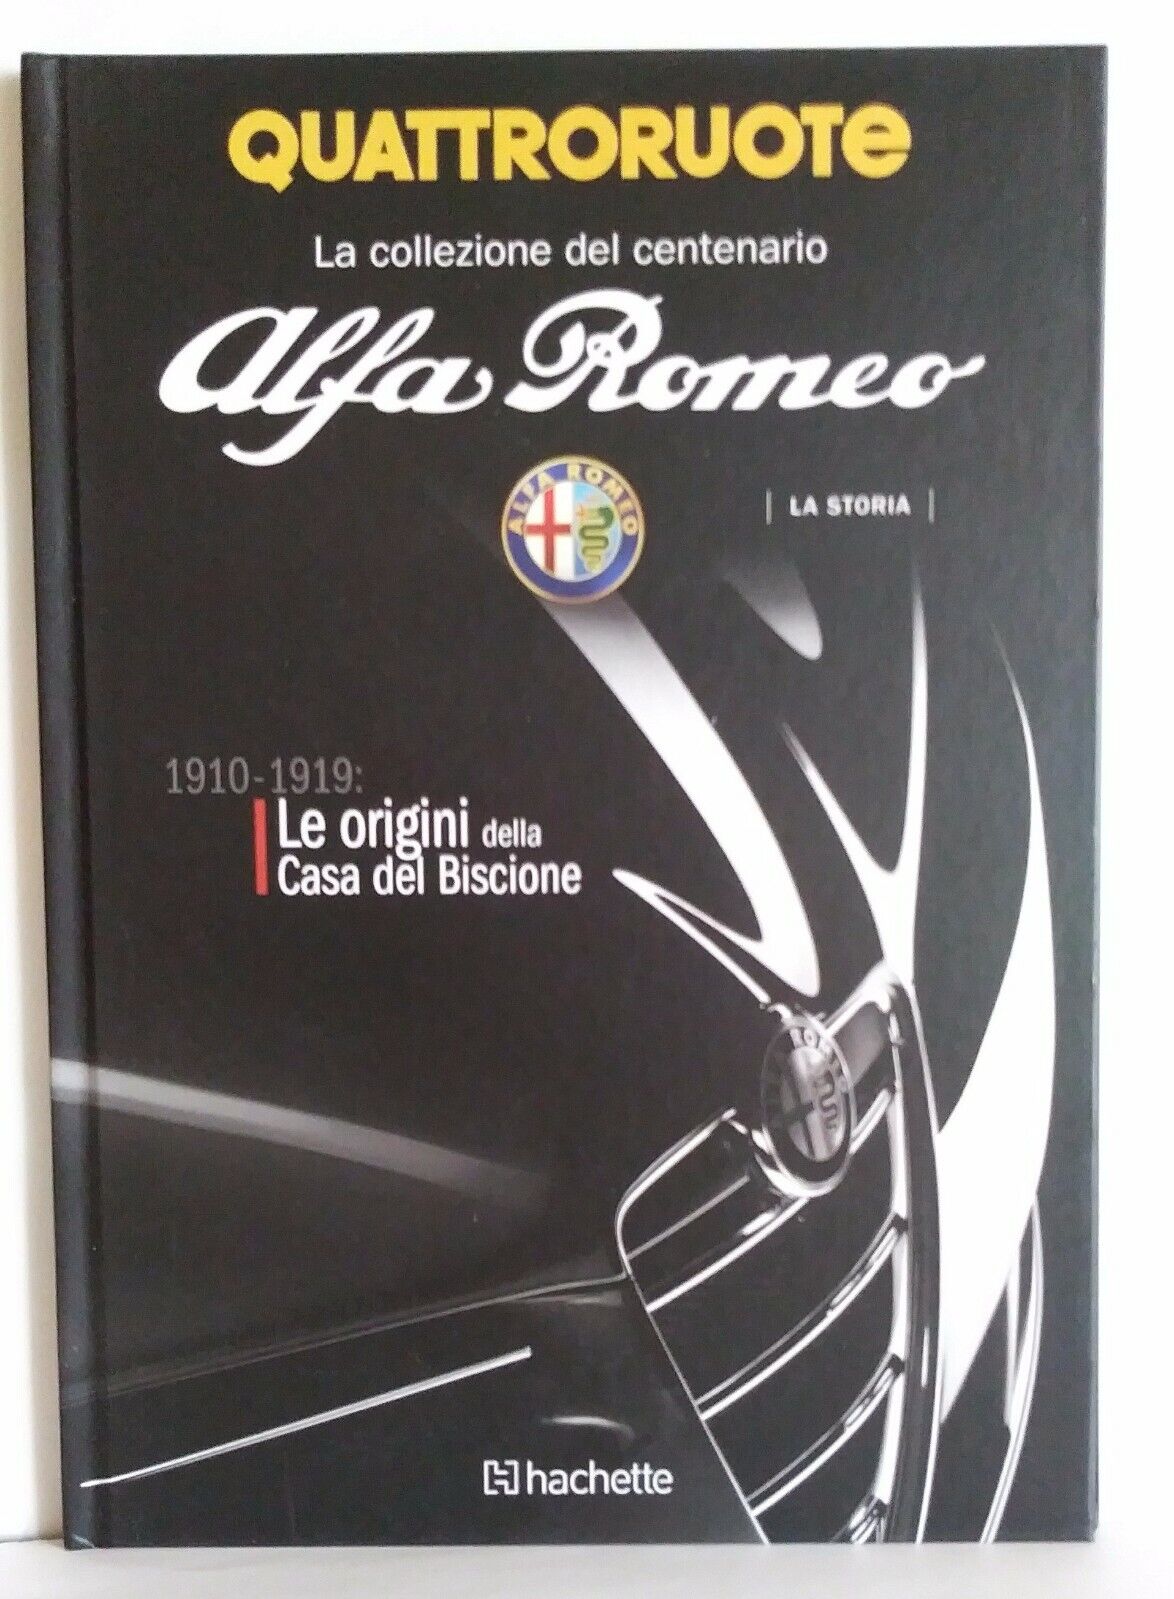 QUATTRORUOTe
La collezione del centenario
Alfa Romeo
ALFA ROMEO
| LA STORIA |
1910-1919:
Le origini della
Casa del Biscione
hachette